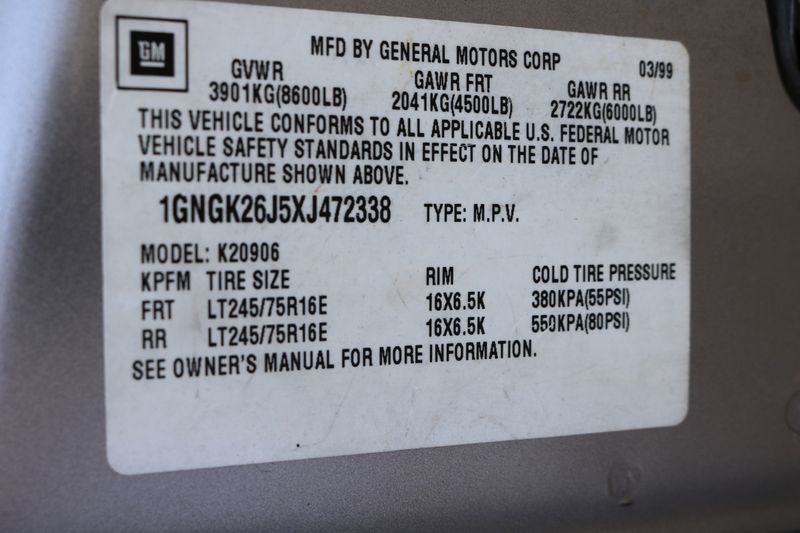 GM
MFD BY GENERAL MOTORS CORP 03/99
GVWR GAWR FRT GAWR RR
3901KG(8600LB) 2041KG(4500LB) 2722KG(6000LB)
THIS VEHICLE CONFORMS TO ALL APPLICABLE U.S. FEDERAL MOTOR
VEHICLE SAFETY STANDARDS IN EFFECT ON THE DATE OF
MANUFACTURE SHOWN ABOVE.
1GNGK26J5XJ472338 TYPE: M.P.V.
MODEL: K20906
KPFM TIRE SIZE RIM COLD TIRE PRESSURE
FRT LT245/75R16E 16X6.5K 380KPA(55PSI)
RR LT245/75R16E 16X6.5K 550KPA(80PSI)
SEE OWNER'S MANUAL FOR MORE INFORMATION.